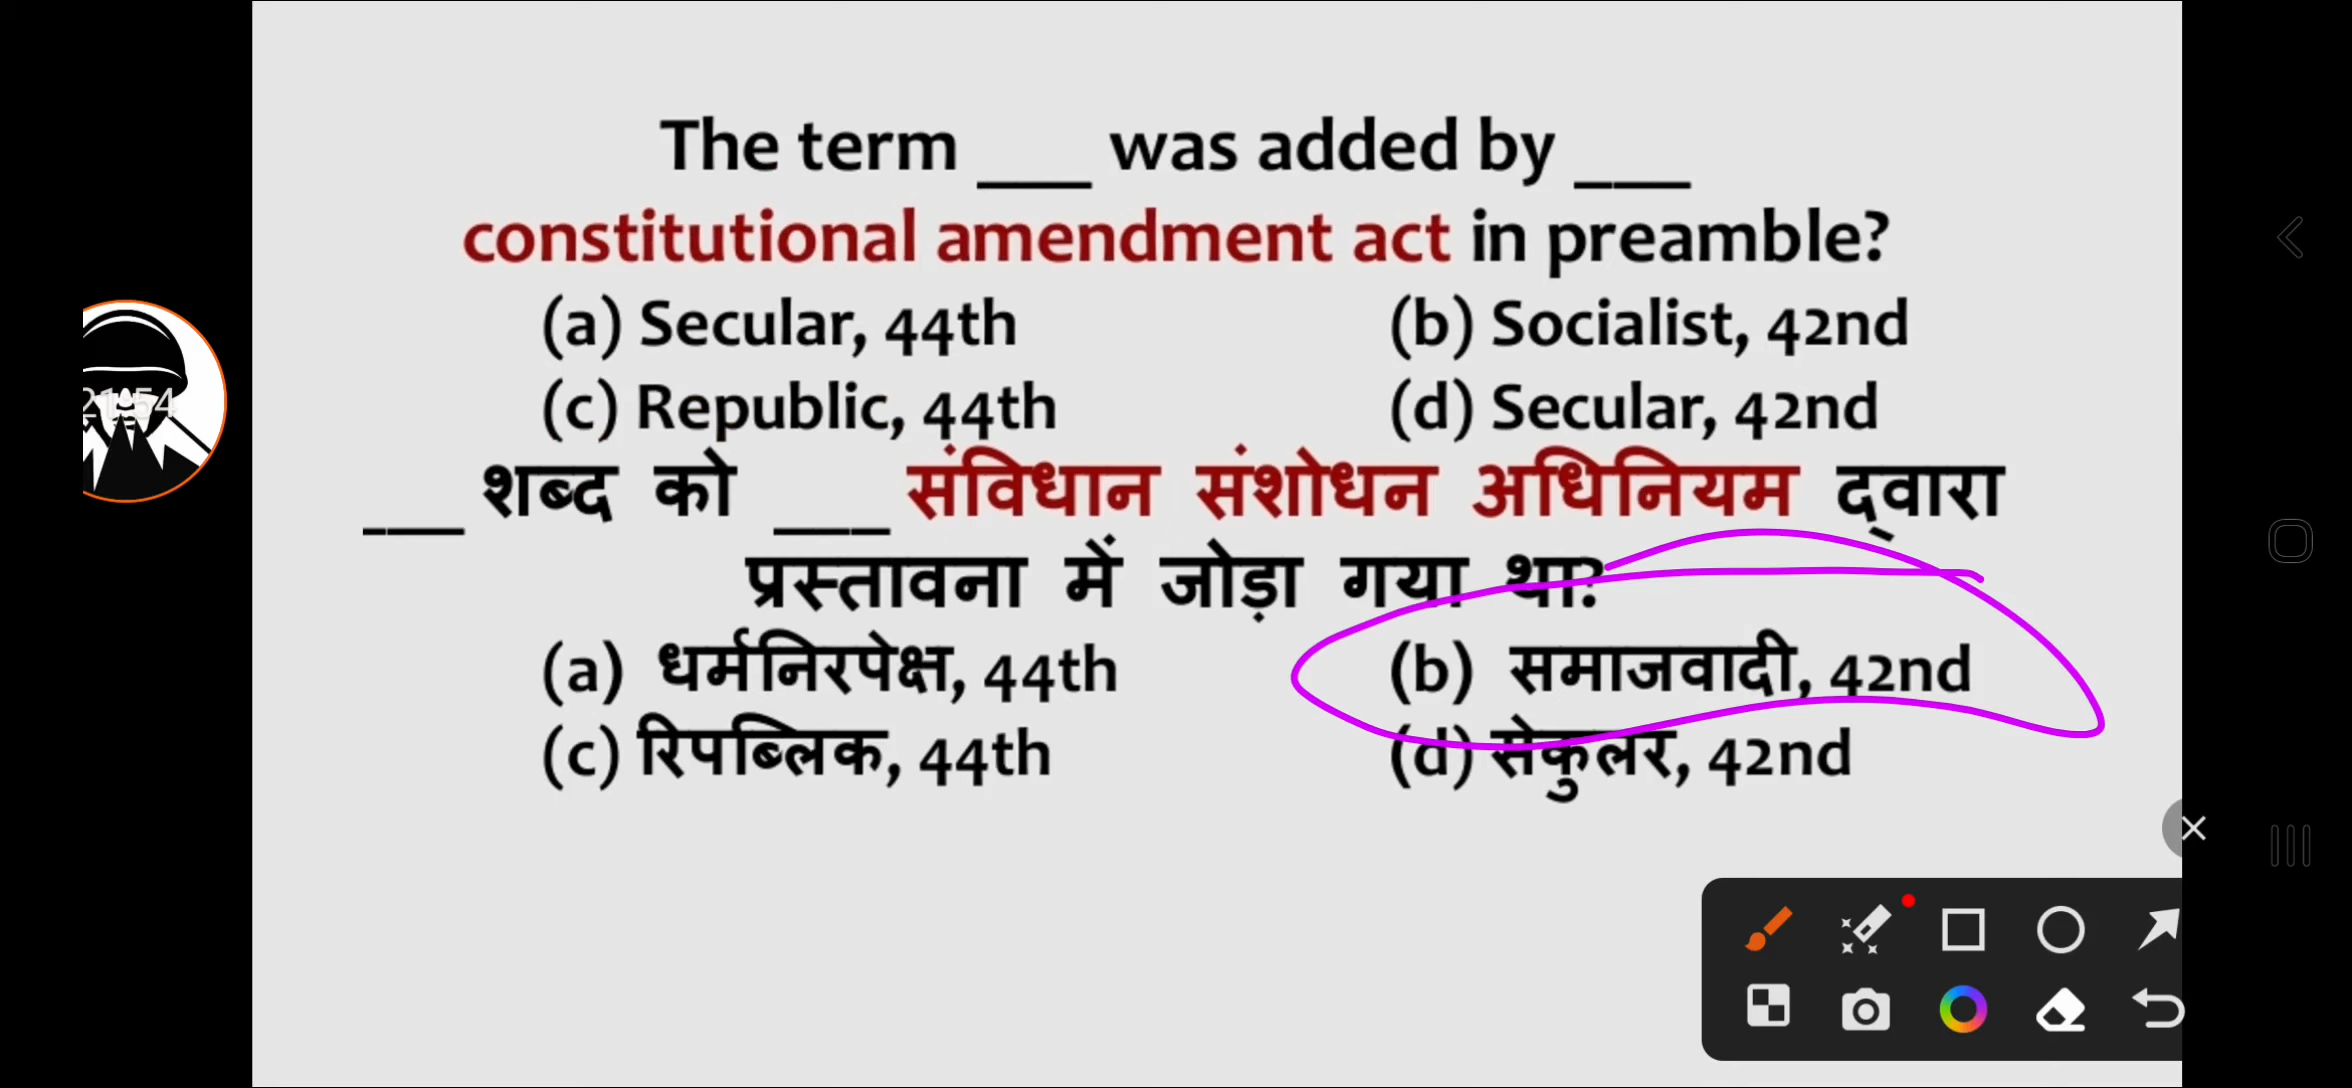 The term ___ was added by ___
constitutional amendment act in preamble?
(a) Secular, 44th (b) Socialist, 42nd
(c) Republic, 44th (d) Secular, 42nd
___ शब्द को ___ संविधान संशोधन अधिनियम द्वारा
प्रस्तावना में जोड़ा गया था?
(a) धर्मनिरपेक्ष, 44th (b) समाजवादी, 42nd
(c) रिपब्लिक, 44th (d) सेकुलर, 42nd
21:54